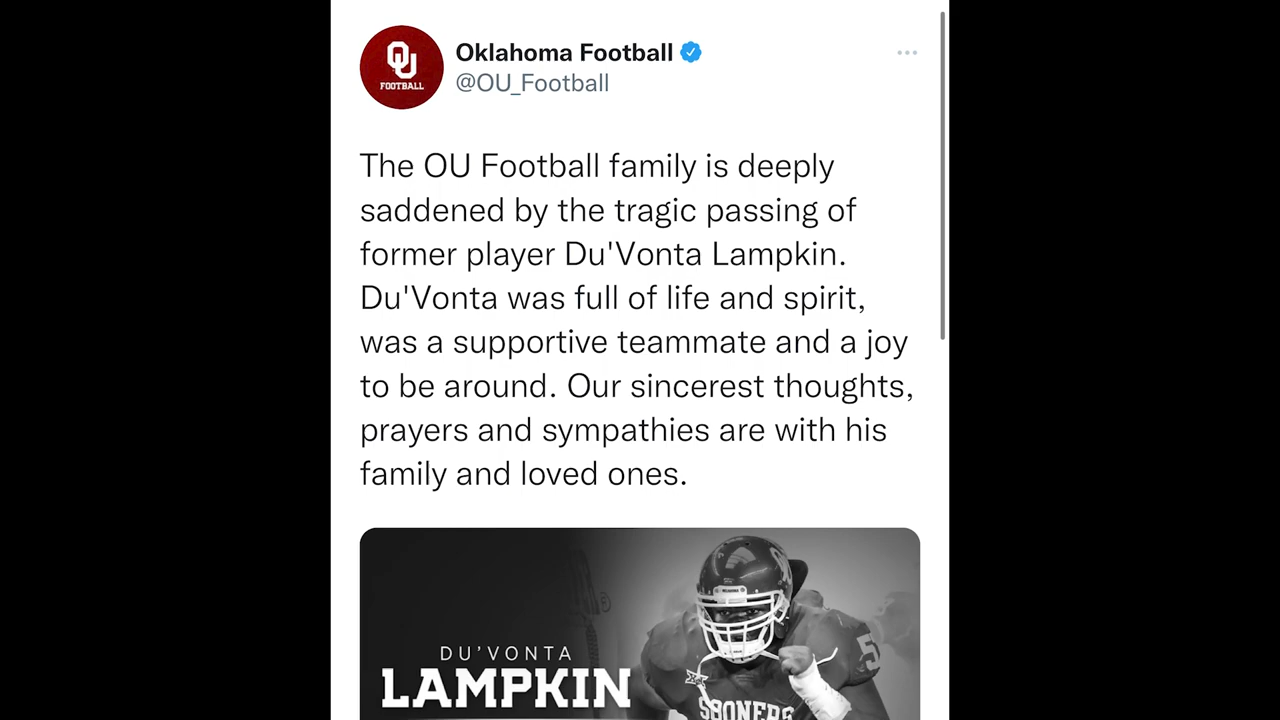 OU
FOOTBALL
Oklahoma Football
@OU_Football
The OU Football family is deeply
saddened by the tragic passing of
former player Du'Vonta Lampkin.
Du'Vonta was full of life and spirit,
was a supportive teammate and a joy
to be around. Our sincerest thoughts,
prayers and sympathies are with his
family and loved ones.
DU'VONTA
LAMPKIN
5
SOONERS